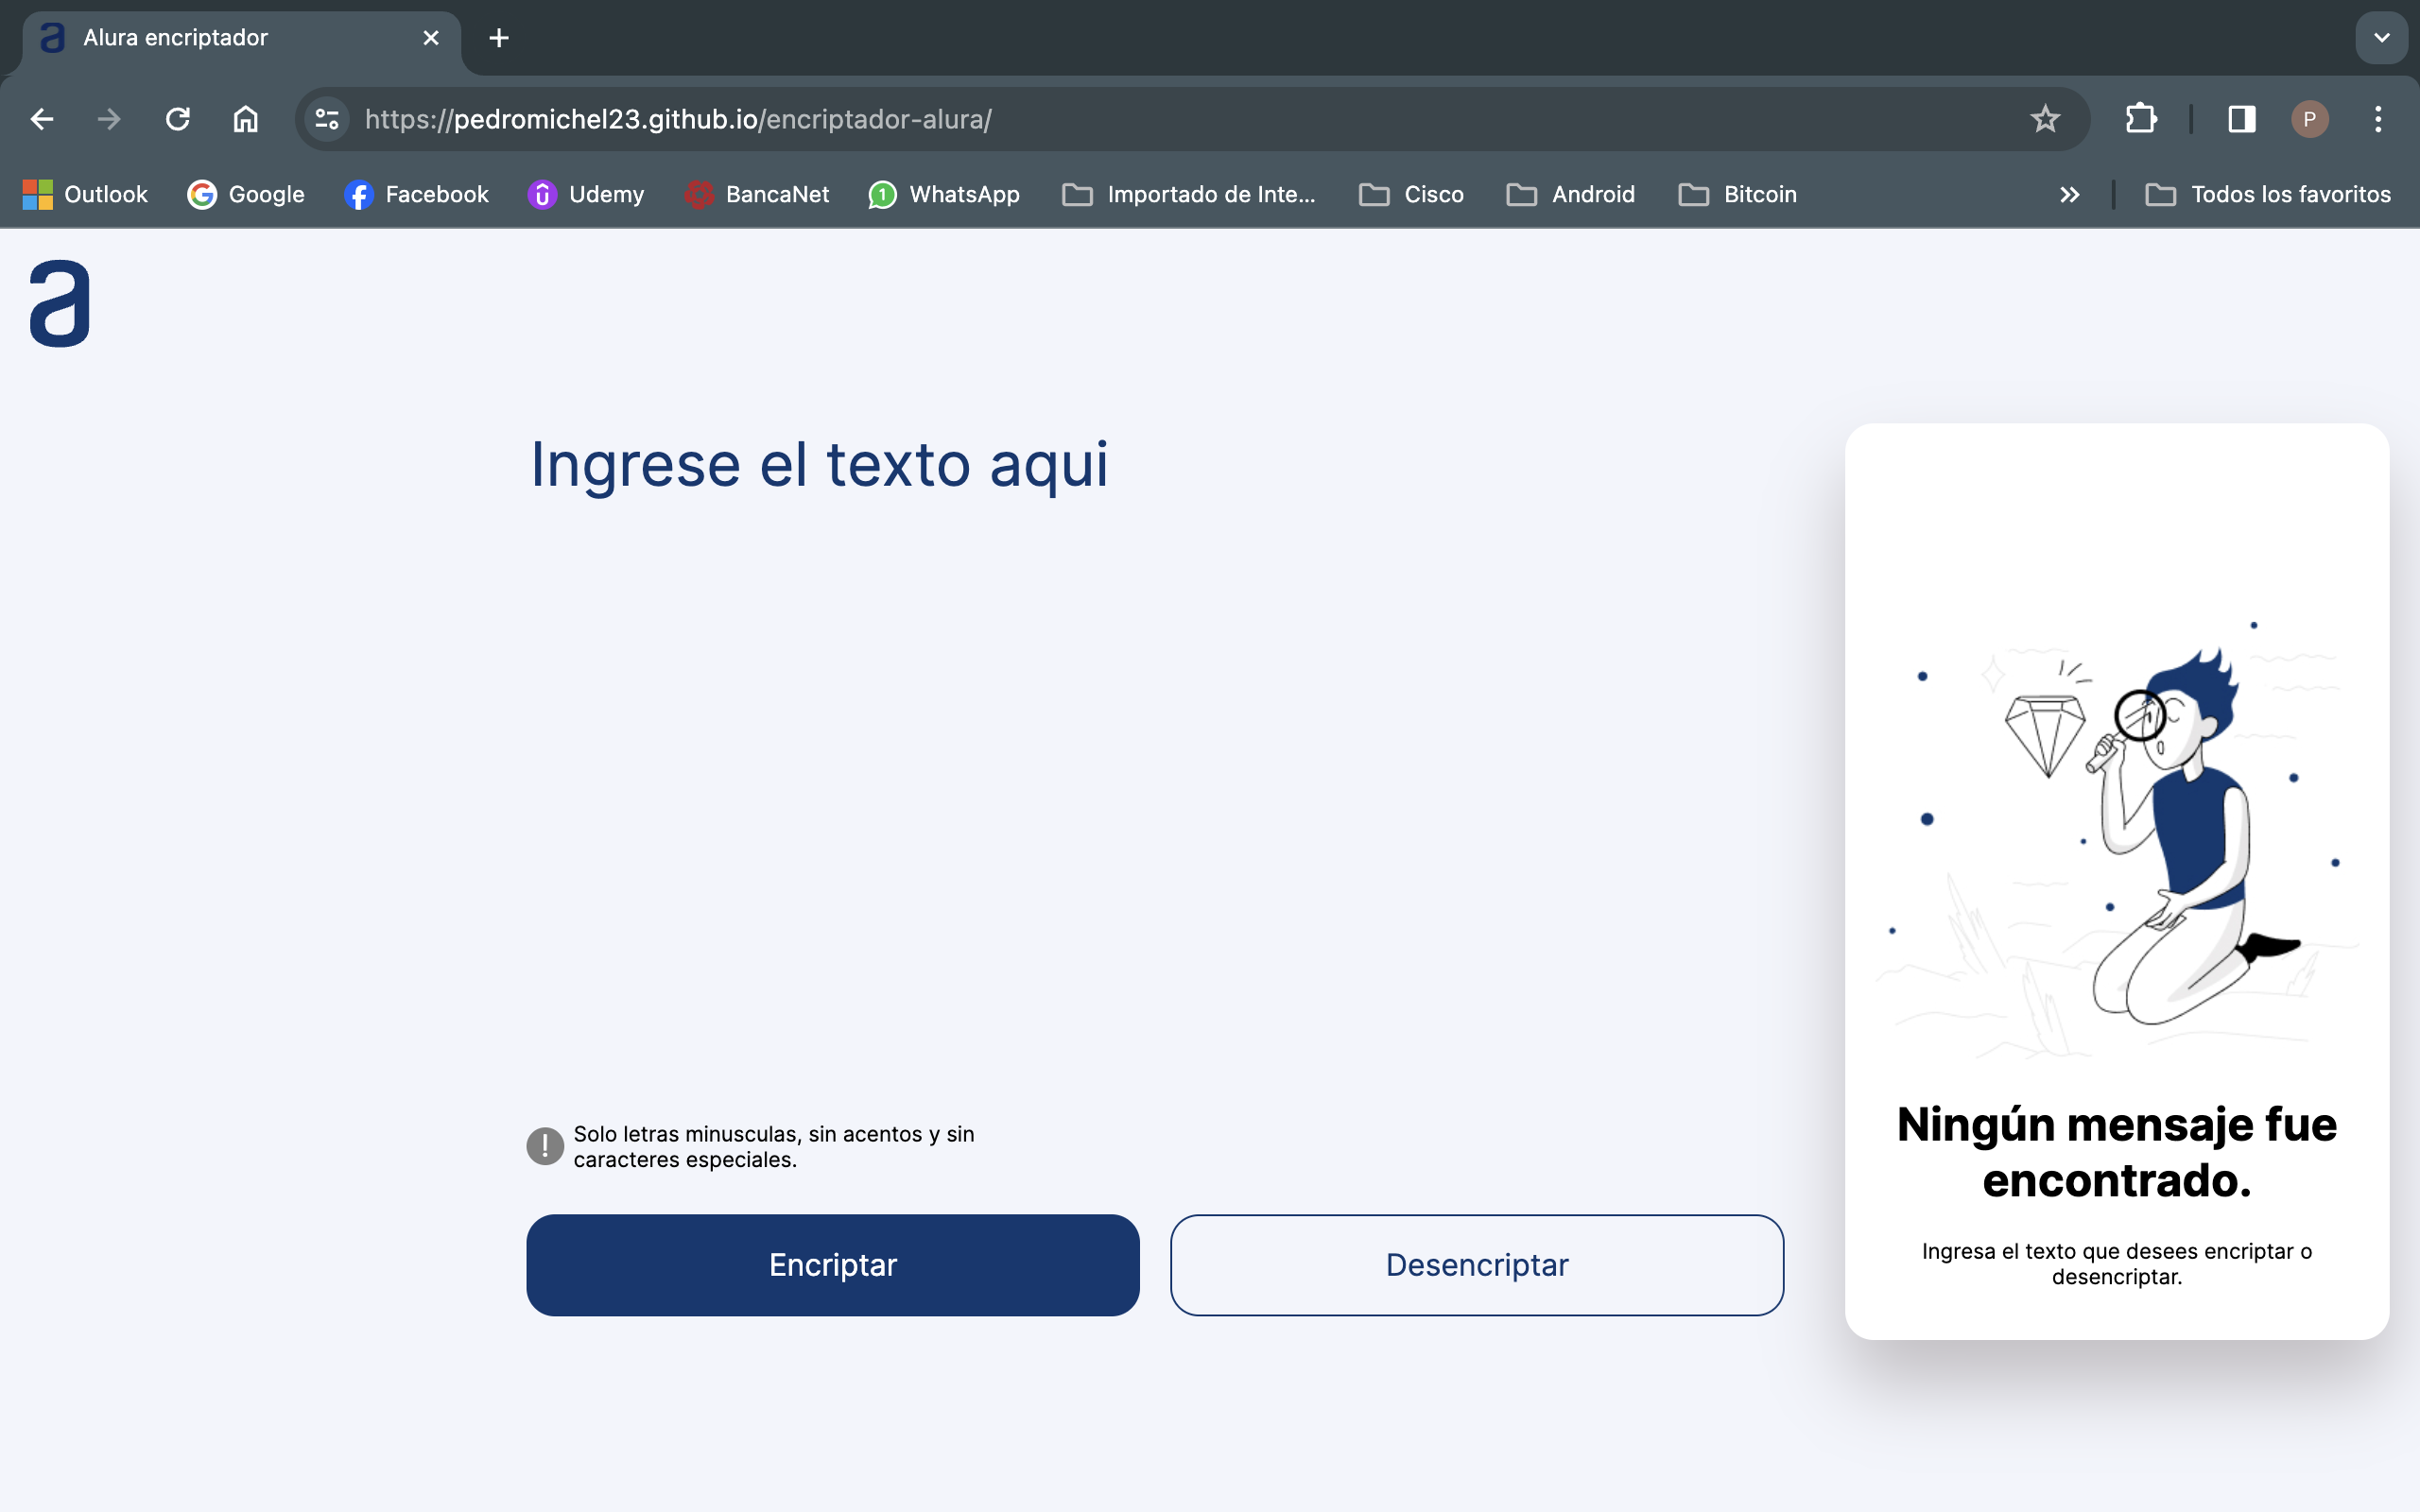 a Alura encriptador
https://pedromichel23.github.io/encriptador-alura/
P
Outlook Google Facebook Udemy BancaNet 1 WhatsApp Importado de Inte... Cisco Android Bitcoin Todos los favoritos
a
Ingrese el texto aqui
Solo letras minusculas, sin acentos y sin
caracteres especiales.
Encriptar Desencriptar
Ningún mensaje fue
encontrado.
Ingresa el texto que desees encriptar o
desencriptar.